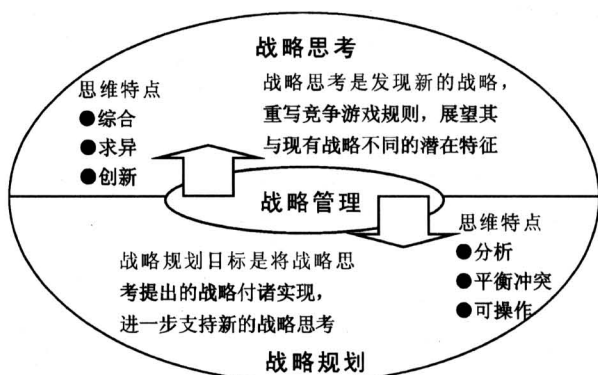 战略思考
思维特点
●综合
●求异
●创新
战略思考是发现新的战略，
重写竞争游戏规则，展望其
与现有战略不同的潜在特征
战略管理
思维特点
●分析
●平衡冲突
●可操作
战略规划目标是将战略思
考提出的战略付诸实现，
进一步支持新的战略思考
战略规划